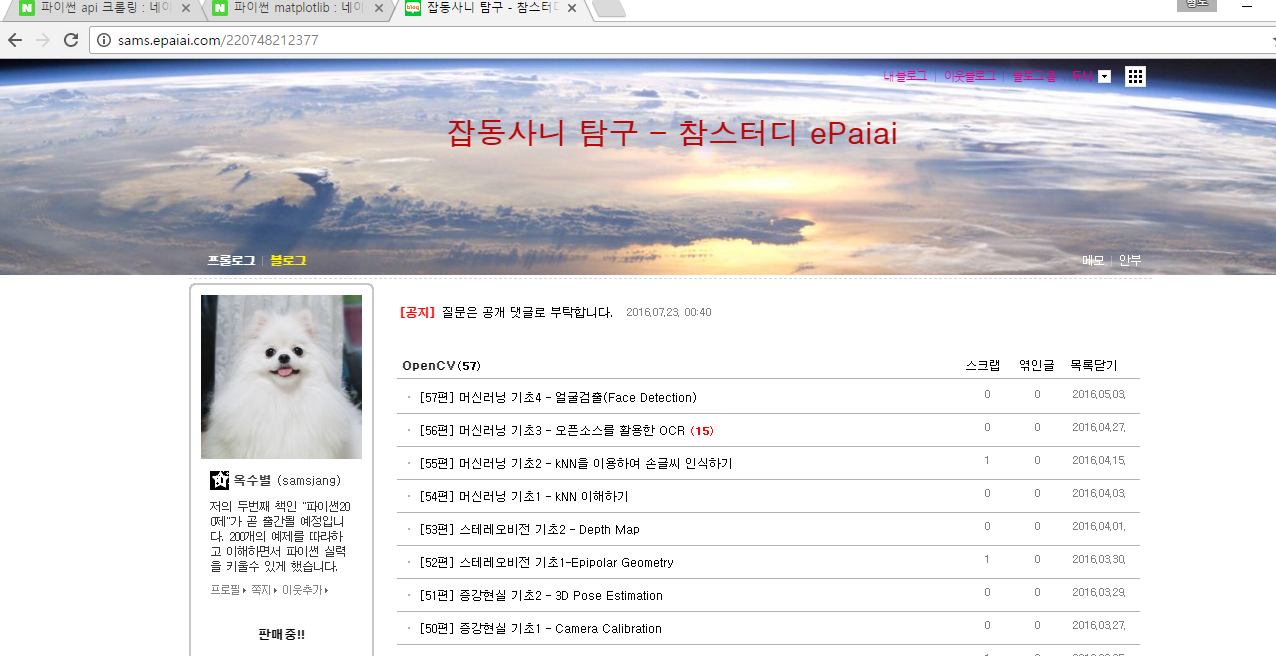 파이썬 api 크롤링 : 네이
파이썬 matplotlib : 네이
잡동사니 탐구 - 참스터디
sams.epaiai.com/220748212377
내 블로그 | 이웃블로그 |
잡동사니 탐구 - 참스터디 ePaiai
프롤로그 | 블로그
메모 | 안부
[공지] 질문은 공개 댓글로 부탁합니다. 2016.07.23. 00:40
OpenCV(57) 스크랩 엮인글 목록닫기
· [57편] 머신러닝 기초4 - 얼굴검출(Face Detection) 0 0 2016.05.03.
· [56편] 머신러닝 기초3 - 오픈소스를 활용한 OCR (15) 0 0 2016.04.27.
· [55편] 머신러닝 기초2 - kNN을 이용하여 손글씨 인식하기 1 0 2016.04.15.
· [54편] 머신러닝 기초1 - kNN 이해하기 0 0 2016.04.03.
· [53편] 스테레오비전 기초2 - Depth Map 0 0 2016.04.01.
· [52편] 스테레오비전 기초1-Epipolar Geometry 1 0 2016.03.30.
· [51편] 증강현실 기초2 - 3D Pose Estimation 0 0 2016.03.29.
· [50편] 증강현실 기초1 - Camera Calibration 0 0 2016.03.27.
옥수별 (samsjang)
저의 두번째 책인 "파이썬20
0제"가 곧 출간될 예정입니
다. 200개의 예제를 따라하
고 이해하면서 파이썬 실력
을 키울수 있게 했습니다.
프로필 쪽지 이웃추가
판매중!!